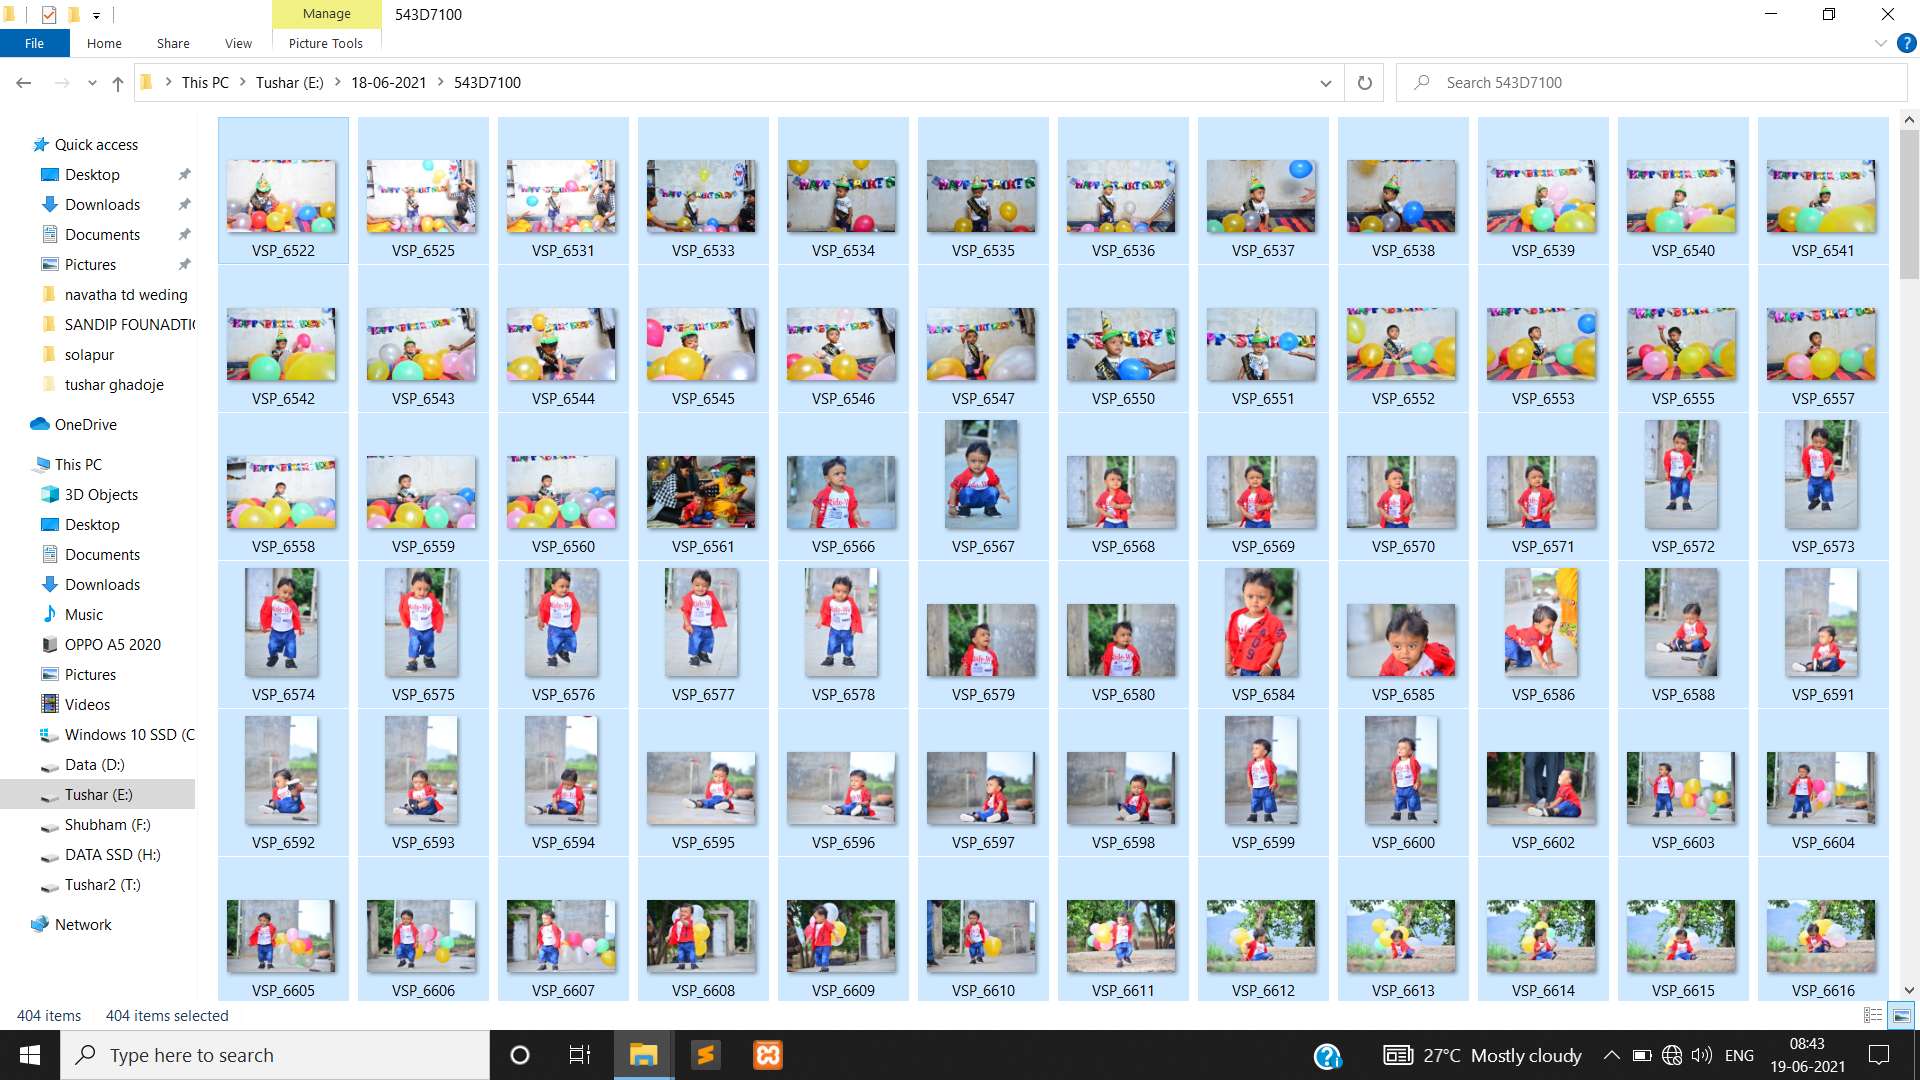 Manage
543D7100
File
Home
Share
View
Picture Tools
This PC
Tushar (E:)
18-06-2021
543D7100
Search 543D7100
Quick access
Desktop
Downloads
Documents
Pictures
navatha td weding
SANDIP FOUNADTIO
solapur
tushar ghadoje
OneDrive
This PC
3D Objects
Desktop
Documents
Downloads
Music
OPPO A5 2020
Pictures
Videos
Windows 10 SSD (C
Data (D:)
Tushar (E:)
Shubham (F:)
DATA SSD (H:)
Tushar2 (T:)
Network
VSP_6522 VSP_6525 VSP_6531 VSP_6533 VSP_6534 VSP_6535 VSP_6536 VSP_6537 VSP_6538 VSP_6539 VSP_6540 VSP_6541
VSP_6542 VSP_6543 VSP_6544 VSP_6545 VSP_6546 VSP_6547 VSP_6550 VSP_6551 VSP_6552 VSP_6553 VSP_6555 VSP_6557
VSP_6558 VSP_6559 VSP_6560 VSP_6561 VSP_6566 VSP_6567 VSP_6568 VSP_6569 VSP_6570 VSP_6571 VSP_6572 VSP_6573
VSP_6574 VSP_6575 VSP_6576 VSP_6577 VSP_6578 VSP_6579 VSP_6580 VSP_6584 VSP_6585 VSP_6586 VSP_6588 VSP_6591
VSP_6592 VSP_6593 VSP_6594 VSP_6595 VSP_6596 VSP_6597 VSP_6598 VSP_6599 VSP_6600 VSP_6602 VSP_6603 VSP_6604
VSP_6605 VSP_6606 VSP_6607 VSP_6608 VSP_6609 VSP_6610 VSP_6611 VSP_6612 VSP_6613 VSP_6614 VSP_6615 VSP_6616
404 items
404 items selected
Type here to search
27°C Mostly cloudy
ENG
08:43
19-06-2021